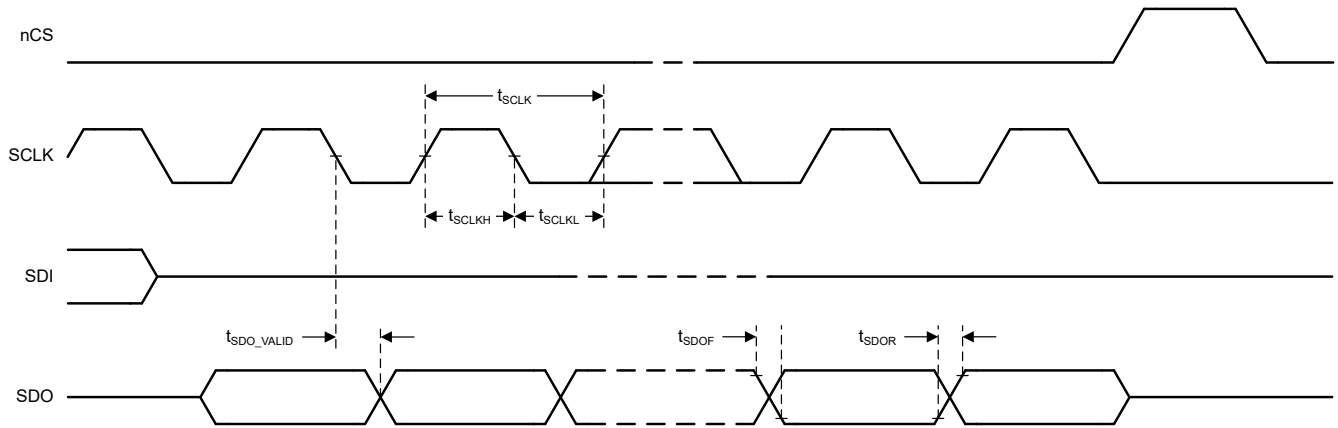 nCS
tSCLK
SCLK
tSCLKH
tSCLKL
SDI
tSDO_VALID
tSDOF
tSDOR
SDO